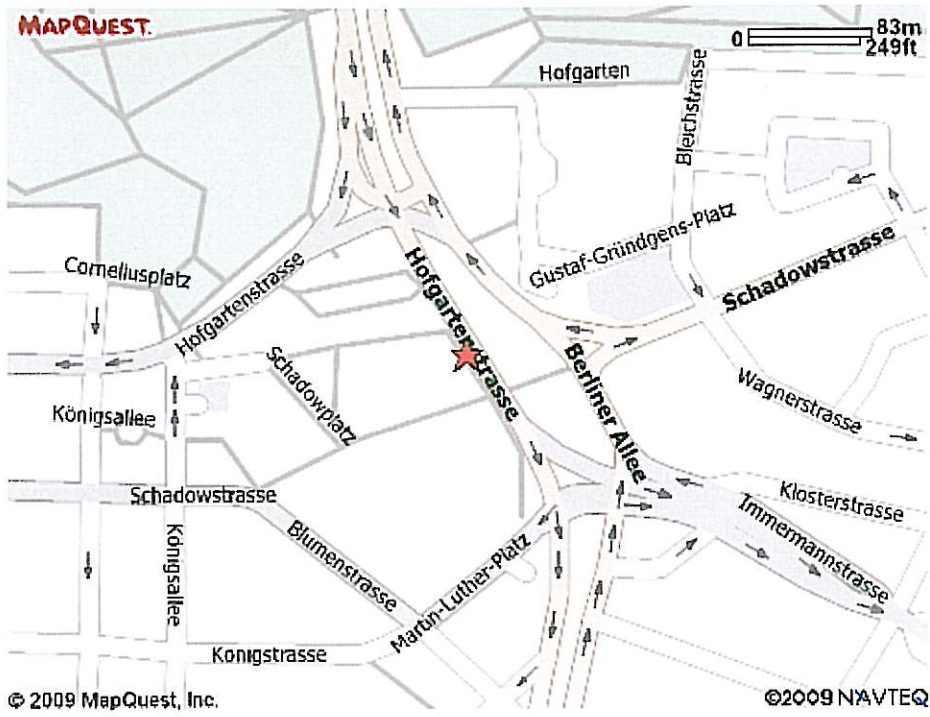 MAPQUEST.
0
83m
249ft
Hofgarten
Bleichstrasse
Gustaf-Gründgens-Platz
Schadowstrasse
Corneliusplatz
Hofgartenstrasse
Hofgartenstrasse
Schadowplatz
Berliner Allee
Wagnerstrasse
Königsallee
Schadowstrasse
Klosterstrasse
Immermannstrasse
Königsallee
Blumenstrasse
Martin-Luther-Platz
Konigstrasse
© 2009 MapQuest, Inc.
©2009 NAVTEQ